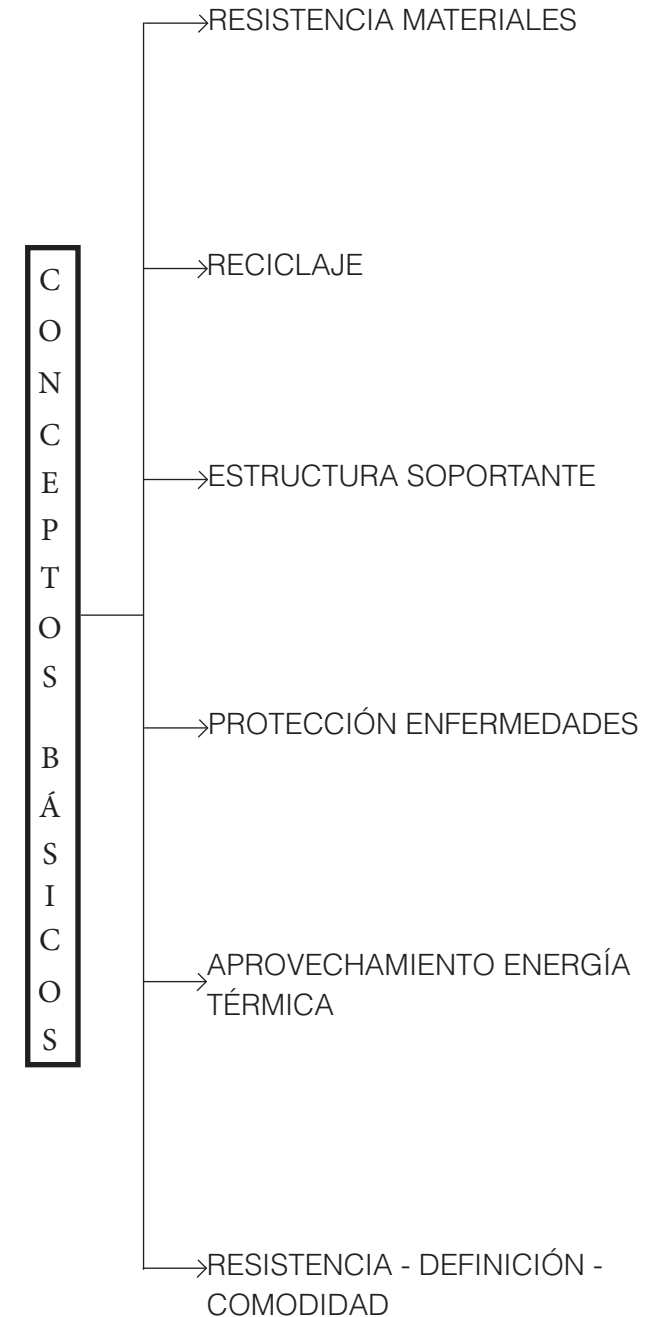 CONCEPTOS BÁSICOS
RESISTENCIA MATERIALES
RECICLAJE
ESTRUCTURA SOPORTANTE
PROTECCIÓN ENFERMEDADES
APROVECHAMIENTO ENERGÍA
TÉRMICA
RESISTENCIA - DEFINICIÓN -
COMODIDAD